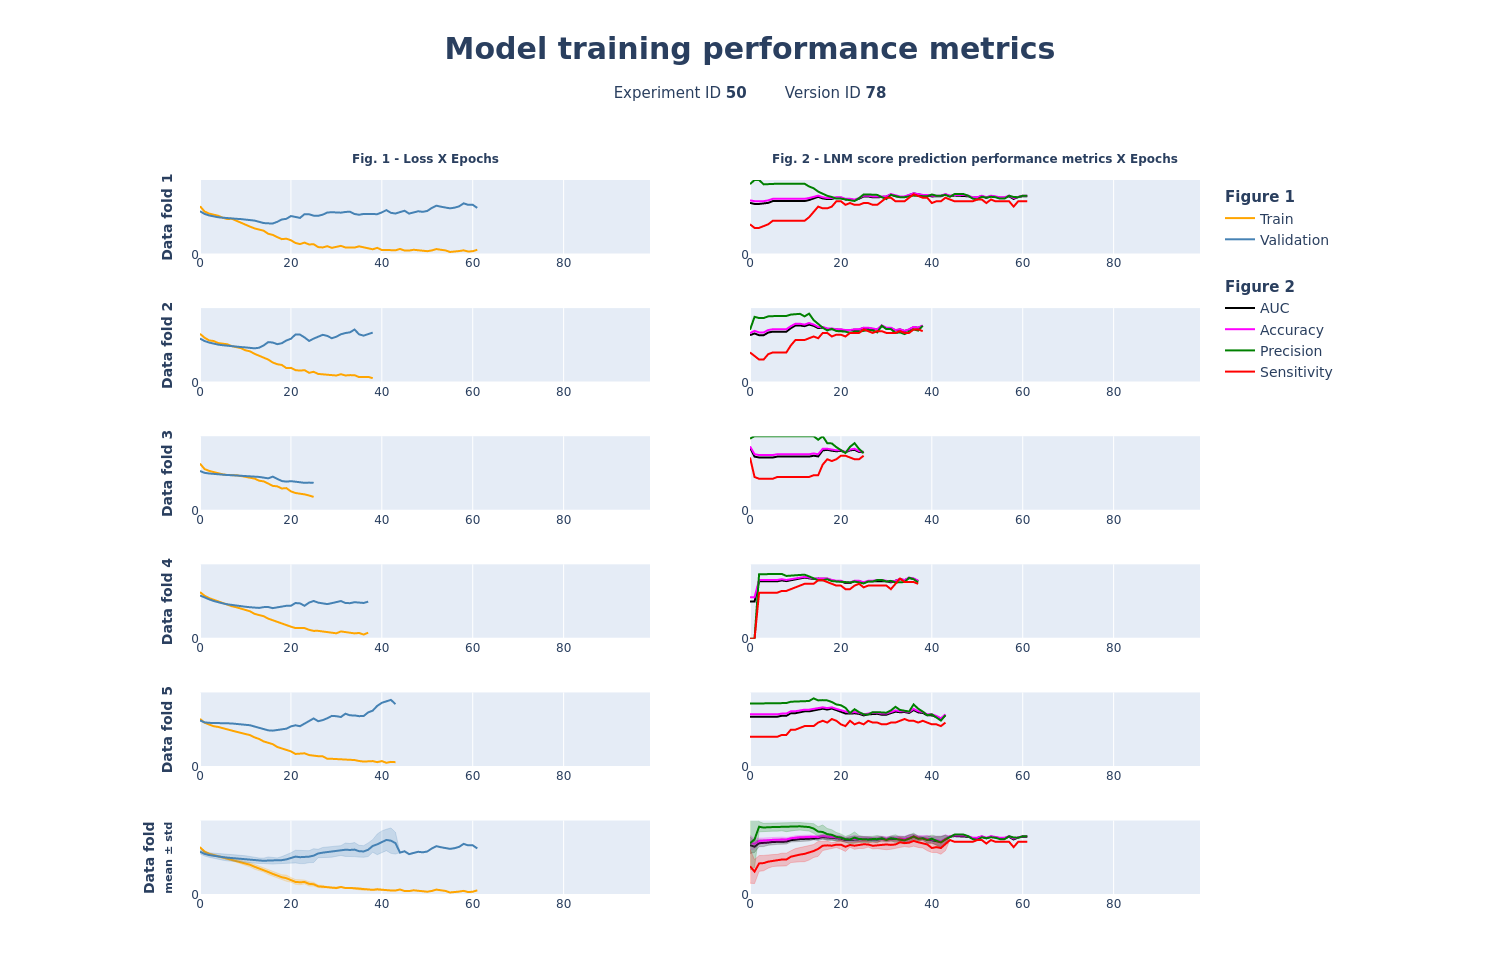 Model training performance metrics
Experiment ID 50 Version ID 78
Fig. 1 - Loss X Epochs
Fig. 2 - LNM score prediction performance metrics X Epochs
Data fold 1
0
0 20 40 60 80
0
0 20 40 60 80
Figure 1
Train
Validation
Figure 2
AUC
Accuracy
Precision
Sensitivity
Data fold 2
0
0 20 40 60 80
0
0 20 40 60 80
Data fold 3
0
0 20 40 60 80
0
0 20 40 60 80
Data fold 4
0
0 20 40 60 80
0
0 20 40 60 80
Data fold 5
0
0 20 40 60 80
0
0 20 40 60 80
Data fold
mean ± std
0
0 20 40 60 80
0
0 20 40 60 80